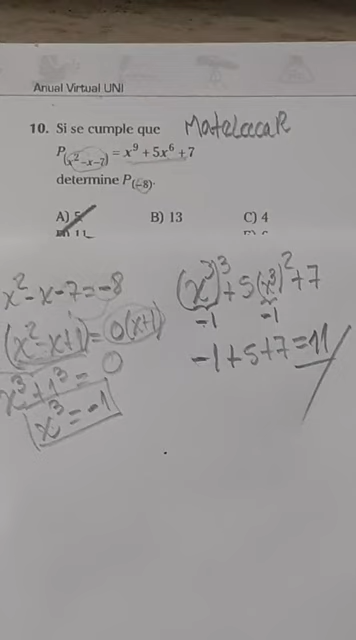 Anual Virtual UNI
10. Si se cumple que
MateLaCaR
P(x²-x-7) = x⁹ + 5x⁶ + 7
determine P(-8).
A) 5 B) 13 C) 4
x² - x - 7 = -8
(x² - x + 1) = 0(x+1)
x³ + 1³ = 0
x³ = -1
(x³)³ + 5(x³)² + 7
-1 -1
-1 + 5 + 7 = 11